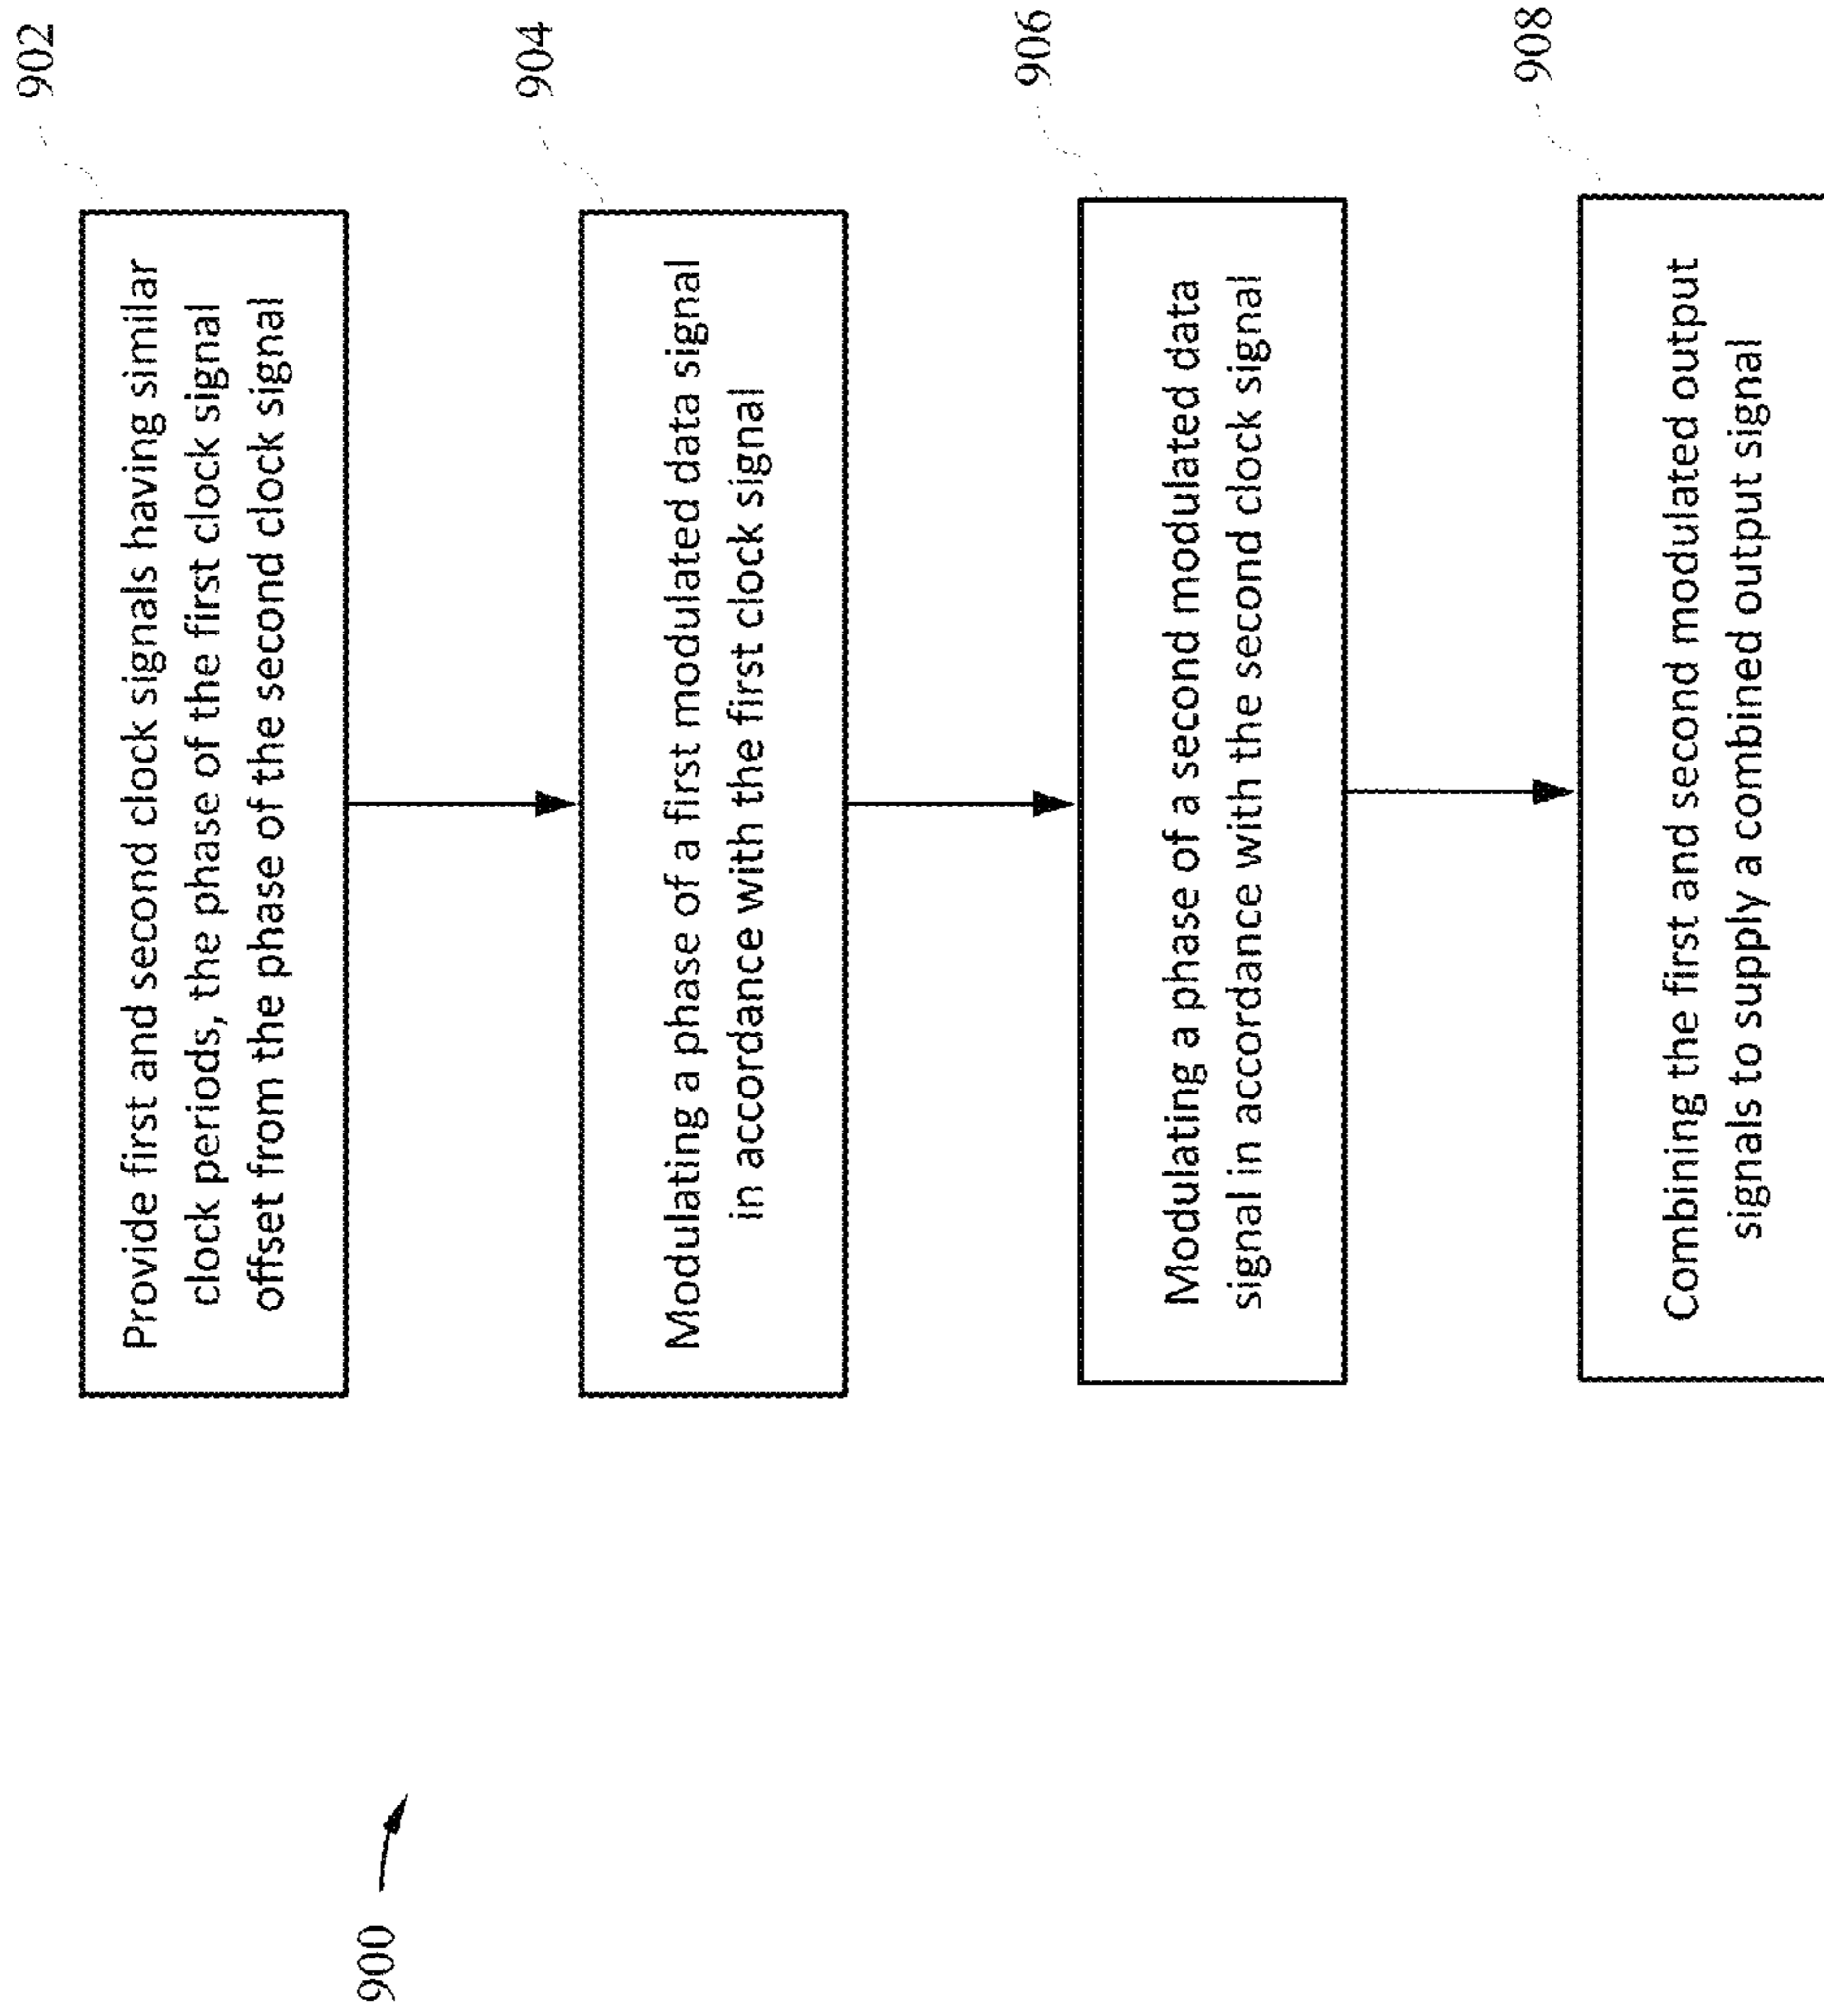 900
902
Provide first and second clock signals having similar
clock periods, the phase of the first clock signal
offset from the phase of the second clock signal
904
Modulating a phase of a first modulated data signal
in accordance with the first clock signal
906
Modulating a phase of a second modulated data
signal in accordance with the second clock signal
908
Combining the first and second modulated output
signals to supply a combined output signal